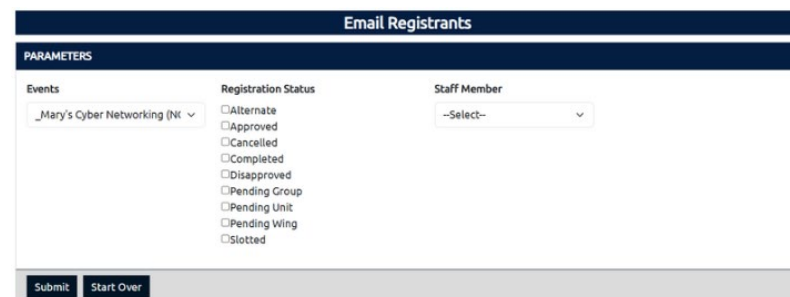 Email Registrants
PARAMETERS
Events
_Mary's Cyber Networking (N(
Registration Status
Alternate
Approved
Cancelled
Completed
Disapproved
Pending Group
Pending Unit
Pending Wing
Slotted
Staff Member
--Select--
Submit Start Over